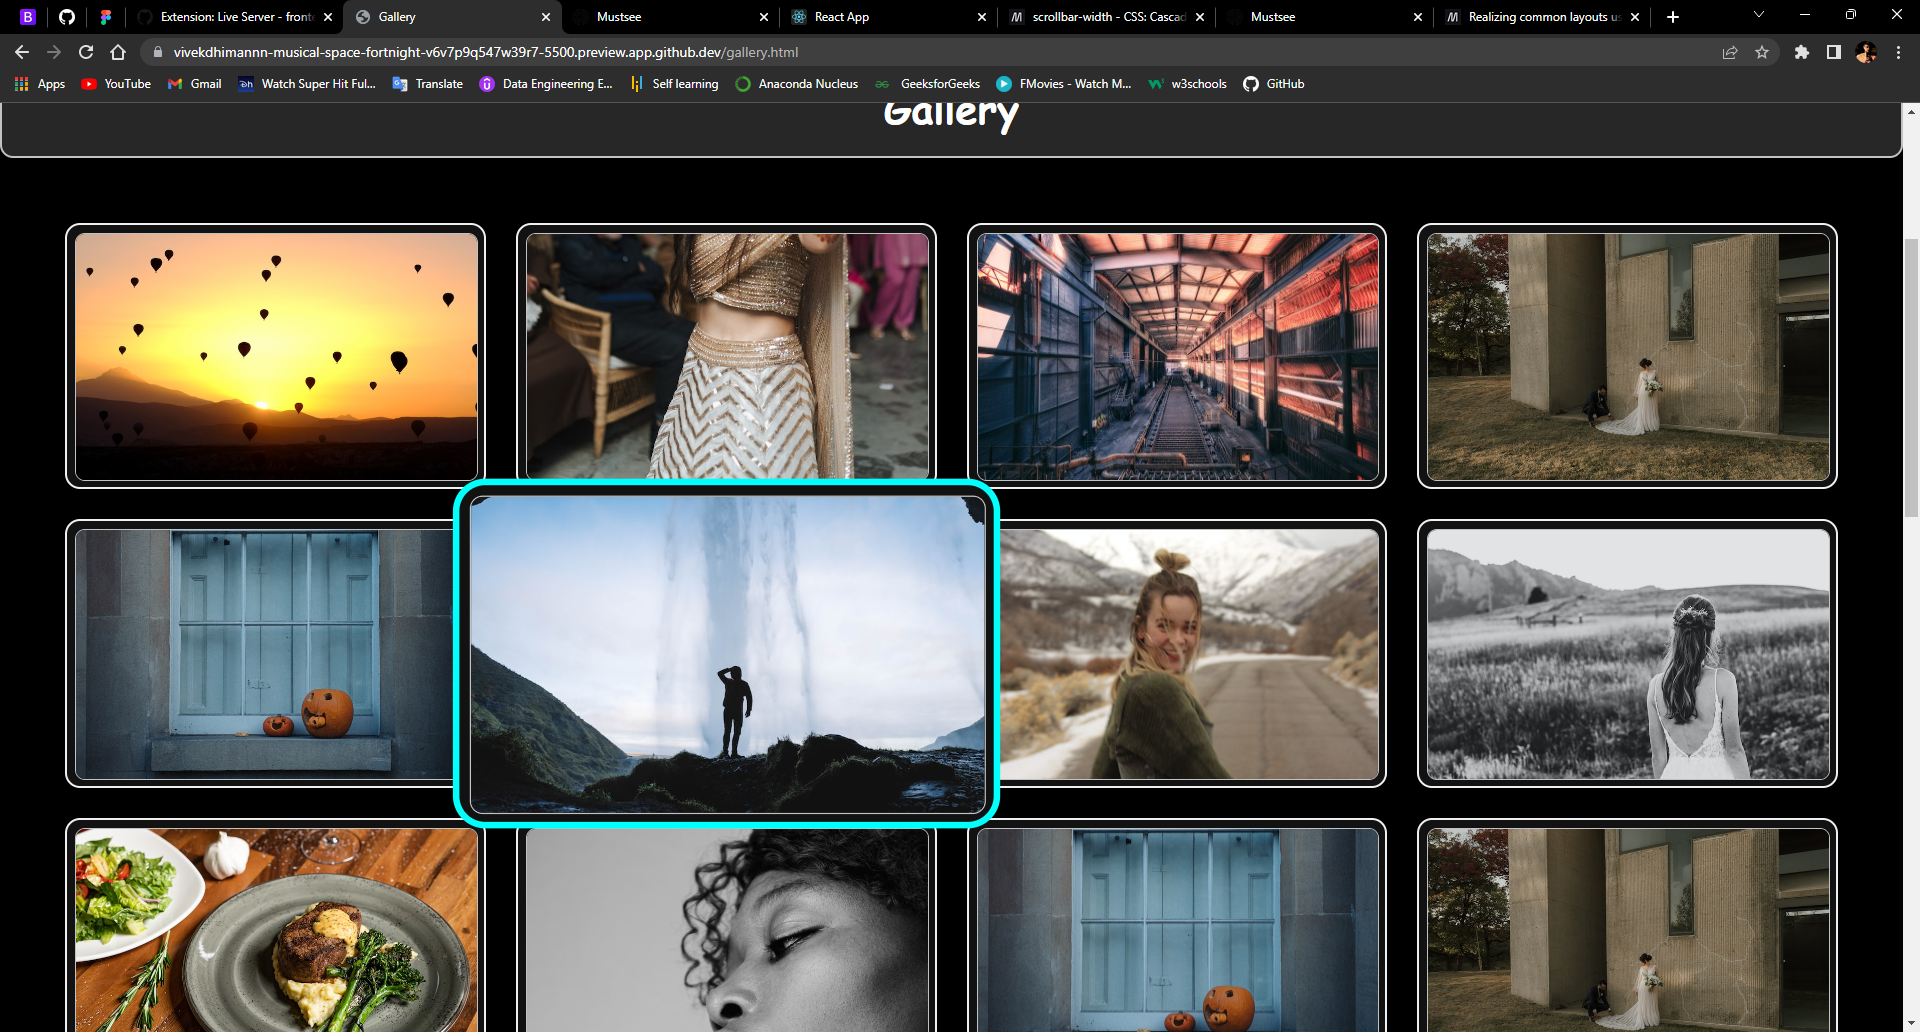 Extension: Live Server - fronte
Gallery
Mustsee
React App
scrollbar-width - CSS: Cascad
Mustsee
Realizing common layouts us
vivekdhimannn-musical-space-fortnight-v6v7p9q547w39r7-5500.preview.app.github.dev/gallery.html
Apps
YouTube
Gmail
Watch Super Hit Ful...
Translate
Data Engineering E...
Self learning
Anaconda Nucleus
GeeksforGeeks
FMovies - Watch M...
w3schools
GitHub
Gallery